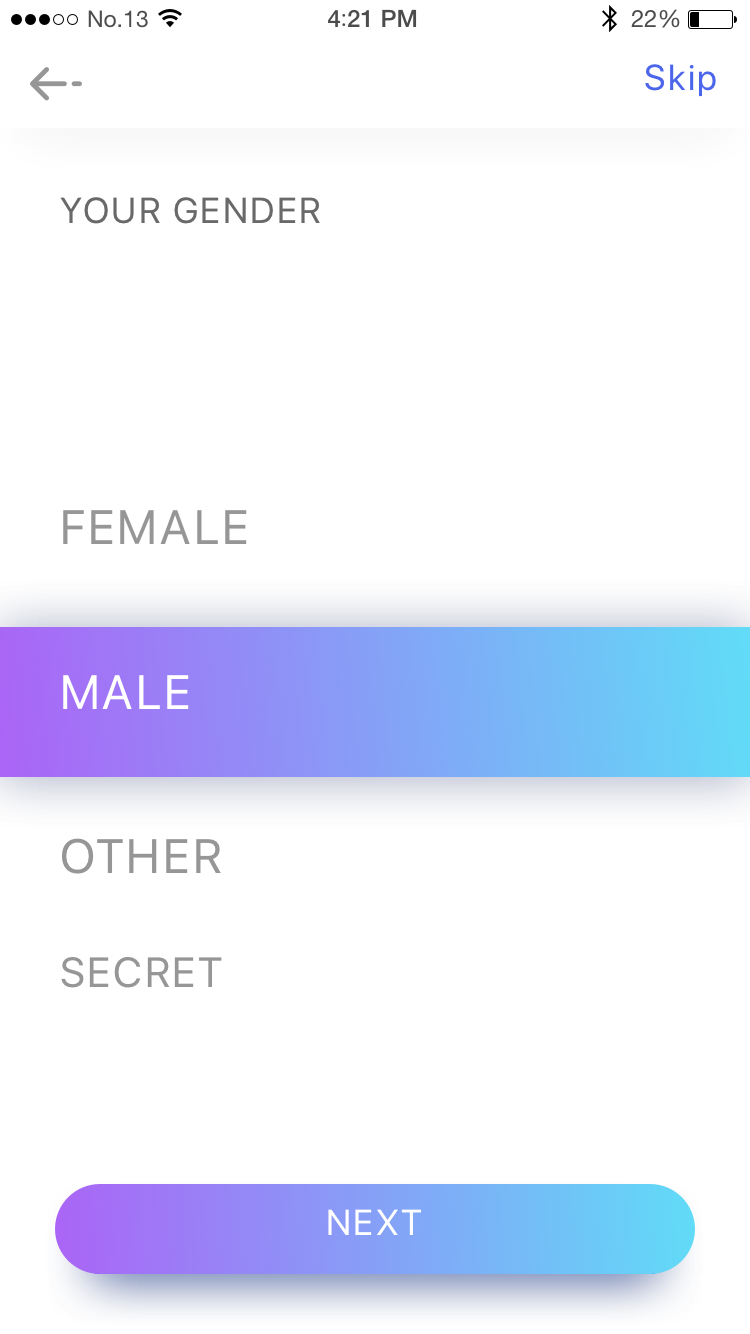 No.13 4:21 PM 22%
Skip
YOUR GENDER
FEMALE
MALE
OTHER
SECRET
NEXT